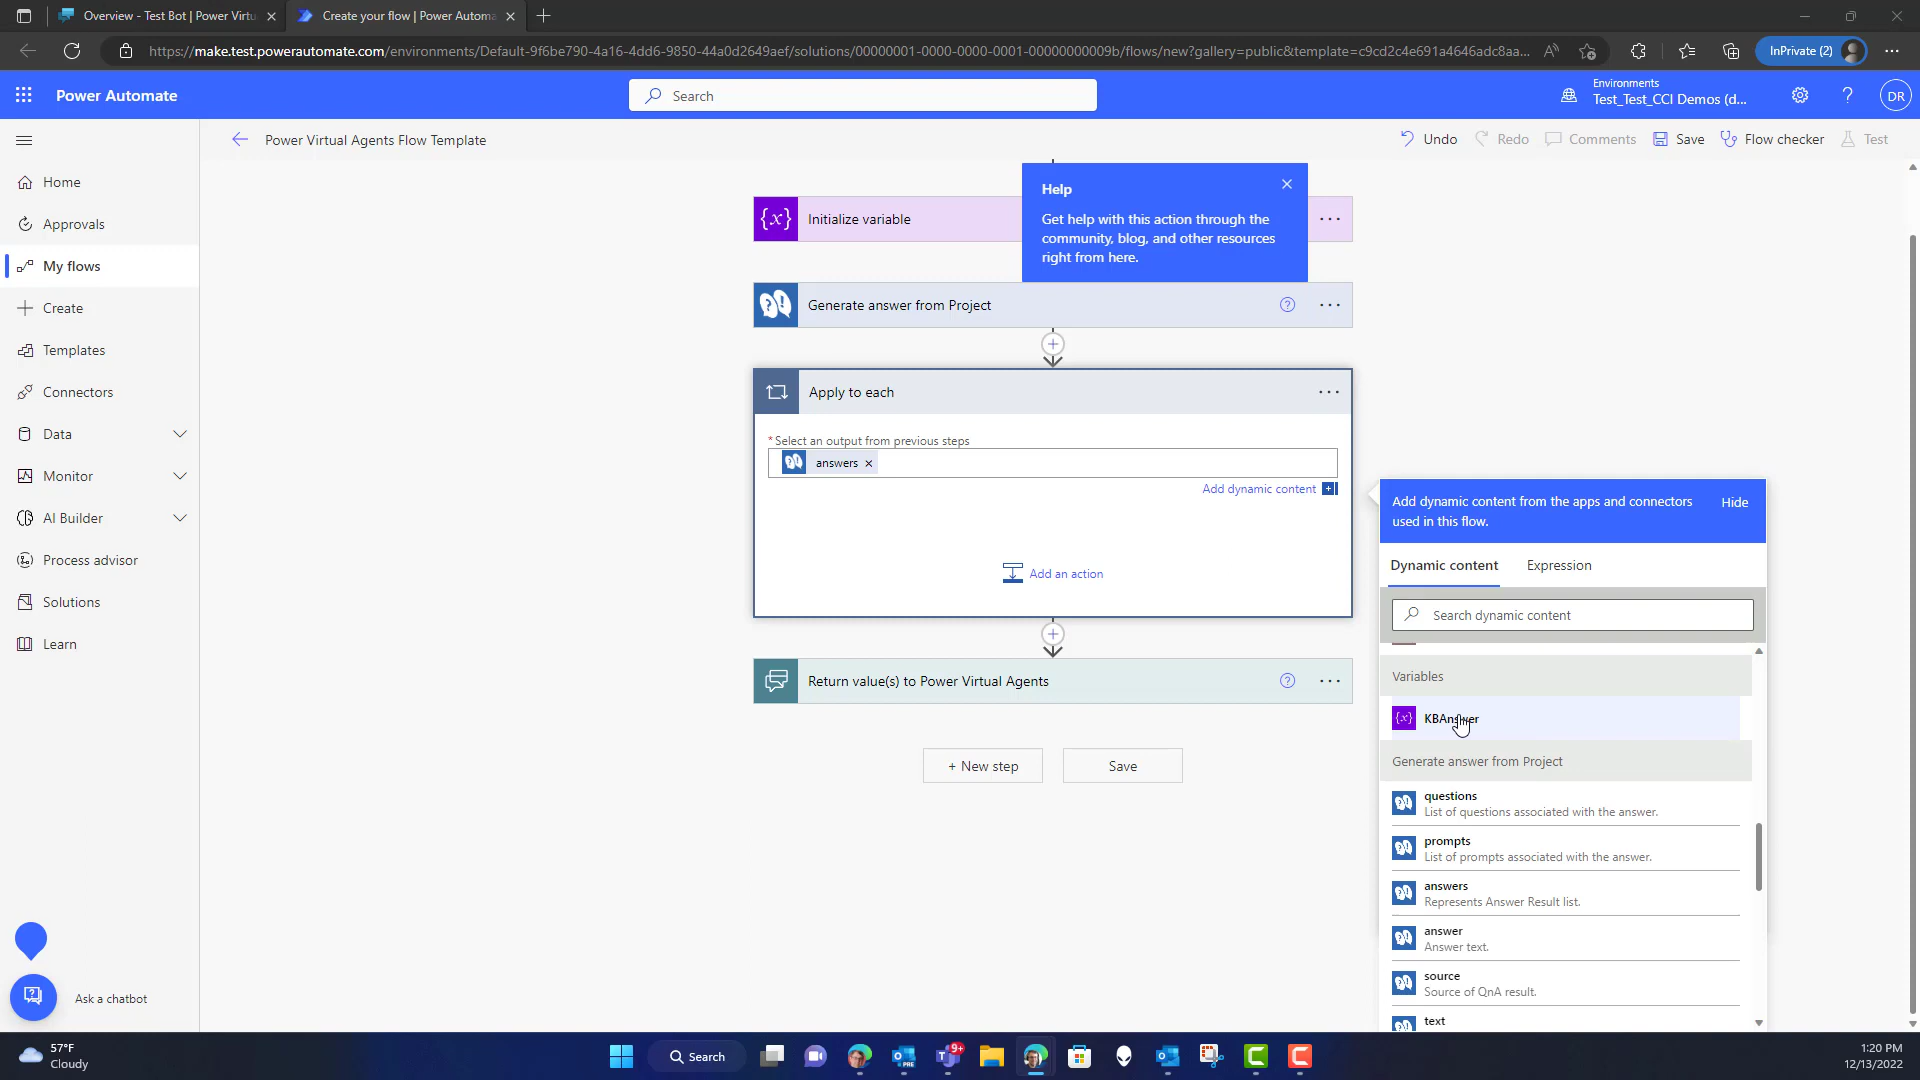 Overview - Test Bot | Power Virtu
Create your flow | Power Automa
https://make.test.powerautomate.com/environments/Default-9f6be790-4a16-4dd6-9850-44a0d2649aef/solutions/00000001-0000-0000-0001-00000000009b/flows/new?gallery=public&template=c9cd2c4e691a4646adc8aa...
InPrivate (2)
Power Automate
Search
Environments
Test_Test_CCI Demos (d...
DR
Power Virtual Agents Flow Template
Undo
Redo
Comments
Save
Flow checker
Test
Home
Approvals
My flows
Create
Templates
Connectors
Data
Monitor
AI Builder
Process advisor
Solutions
Learn
Ask a chatbot
Initialize variable
Help
Get help with this action through the
community, blog, and other resources
right from here.
Generate answer from Project
Apply to each
* Select an output from previous steps
answers
Add dynamic content
Add an action
Return value(s) to Power Virtual Agents
+ New step
Save
Add dynamic content from the apps and connectors
used in this flow.
Hide
Dynamic content
Expression
Search dynamic content
Variables
KBAnswer
Generate answer from Project
questions
List of questions associated with the answer.
prompts
List of prompts associated with the answer.
answers
Represents Answer Result list.
answer
Answer text.
source
Source of QnA result.
text
57°F
Cloudy
Search
9+
PRE
1:20 PM
12/13/2022